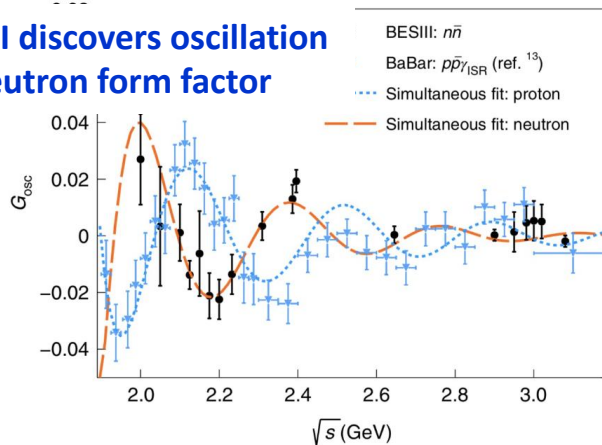 I discovers oscillation
eutron form factor
BESIII: nn̄
BaBar: pp̄γISR (ref. 13)
Simultaneous fit: proton
Simultaneous fit: neutron
0.04
0.02
0
−0.02
−0.04
Gosc
2.0 2.2 2.4 2.6 2.8 3.0
√s (GeV)